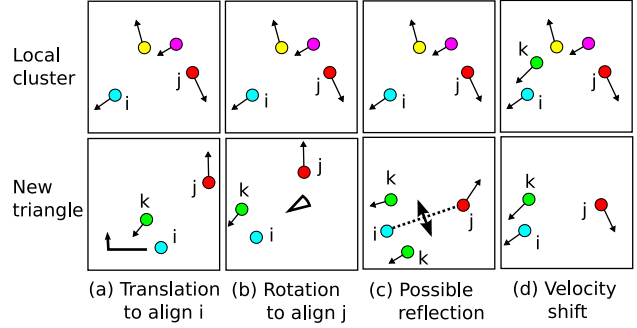 Local
cluster
j
i
j
i
j
i
k
j
i
New
triangle
j
k
i
j
k
i
k
i
j
k
k
j
i
(a) Translation
to align i
(b) Rotation
to align j
(c) Possible
reflection
(d) Velocity
shift